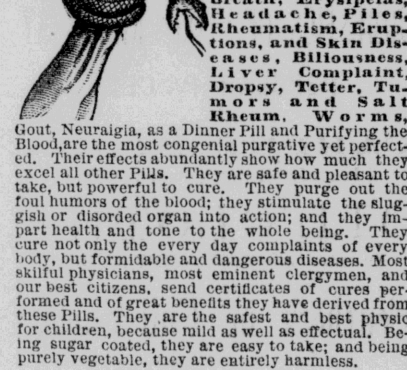 Breath, Erysipelas,
Headache, Piles,
Rheumatism, Erup-
tions, and Skin Dis-
eases, Biliousness,
Liver Complaint,
Dropsy, Tetter, Tu-
mors and Salt
Rheum, Worms,
Gout, Neuraigia, as a Dinner Pill and Purifying the
Blood,are the most congenial purgative yet perfect-
ed. Their effects abundantly show how much they
excel all other Pills. They are safe and pleasant to
take, but powerful to cure. They purge out the
foul humors of the blood; they stimulate the slug-
gish or disorded organ into action; and they im-
part health and tone to the whole being. They
cure not only the every day complaints of every
body, but formidable and dangerous diseases. Most
skilful physicians, most eminent clergymen, and
our best citizens, send certificates of cures per-
formed and of great benefits they have derived from
these Pills. They are the safest and best physic
for children, because mild as well as effectual. Be-
ing sugar coated, they are easy to take; and being
purely vegetable, they are entirely harmless.